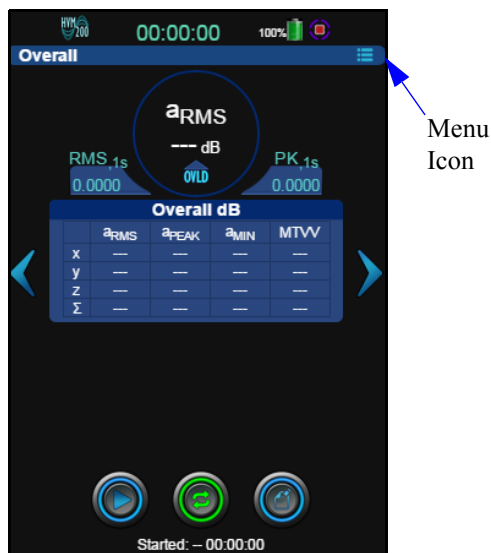 HVM 200 00:00:00 100%
Overall
aRMS
--- dB
RMS,1s OVLD PK,1s
0.0000 0.0000
Overall dB
aRMS aPEAK aMIN MTVV
x --- --- --- ---
y --- --- --- ---
z --- --- --- ---
Σ --- --- --- ---
Started: -- 00:00:00
Menu
Icon